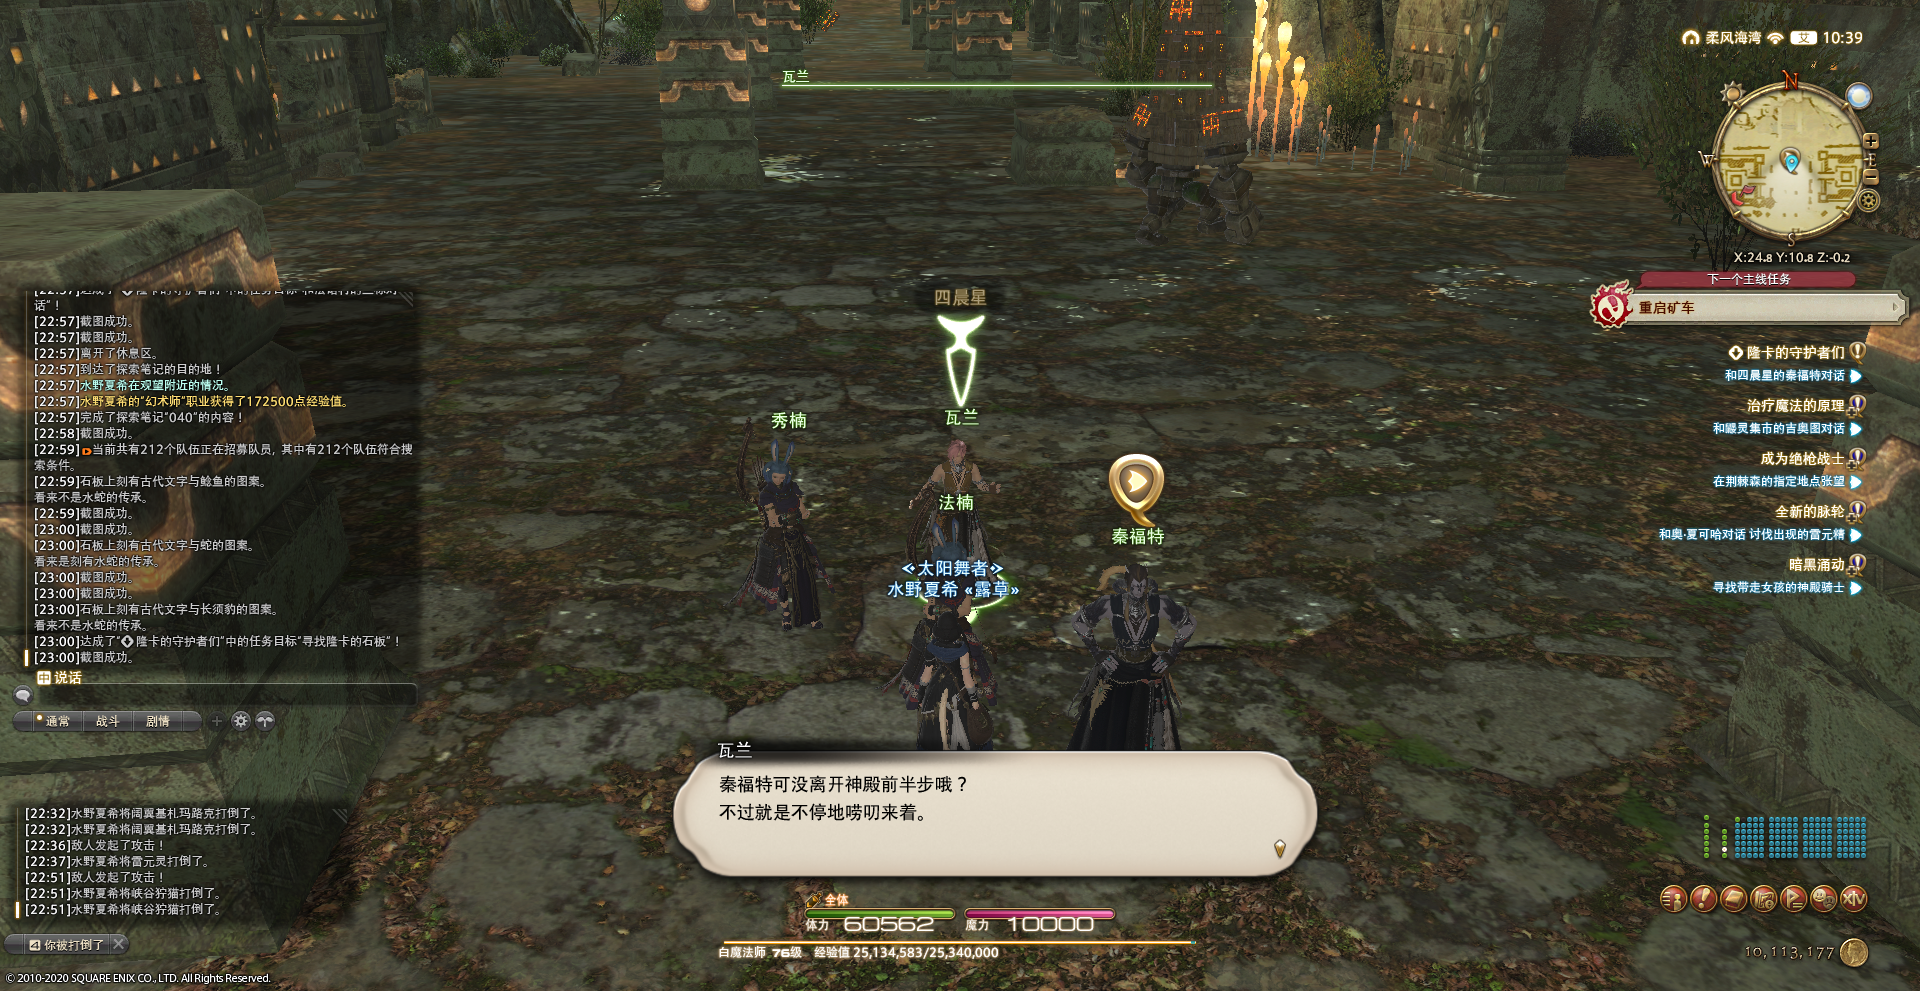 瓦兰
柔风海湾 艾 10:39
N
W
E
S
X:24.8 Y:10.8 Z:-0.2
下一个主线任务
重启矿车
隆卡的守护者们
和四晨星的秦福特对话
治疗魔法的原理
和鼹灵集市的吉奥图对话
成为绝枪战士
在荆棘森的指定地点张望
全新的脉轮
和奥·夏可哈对话 讨伐出现的雷元精
暗黑涌动
寻找带走女孩的神殿骑士
话”！
[22:57]截图成功。
[22:57]截图成功。
[22:57]离开了休息区。
[22:57]到达了探索笔记的目的地！
[22:57]水野夏希在观望附近的情况。
[22:57]水野夏希的“幻术师”职业获得了172500点经验值。
[22:57]完成了探索笔记“040”的内容！
[22:58]截图成功。
[22:59]当前共有212个队伍正在招募队员, 其中有212个队伍符合搜
索条件。
[22:59]石板上刻有古代文字与鲶鱼的图案。
看来不是水蛇的传承。
[22:59]截图成功。
[23:00]截图成功。
[23:00]石板上刻有古代文字与蛇的图案。
看来是刻有水蛇的传承。
[23:00]截图成功。
[23:00]截图成功。
[23:00]石板上刻有古代文字与长须豹的图案。
看来不是水蛇的传承。
[23:00]达成了“隆卡的守护者们”中的任务目标“寻找隆卡的石板”！
[23:00]截图成功。
说话
通常 战斗 剧情
四晨星
瓦兰
秀楠
法楠
秦福特
太阳舞者
水野夏希 «露草»
瓦兰
秦福特可没离开神殿前半步哦？
不过就是不停地唠叨来着。
[22:32]水野夏希将阔翼基札玛路克打倒了。
[22:32]水野夏希将阔翼基札玛路克打倒了。
[22:36]敌人发起了攻击！
[22:37]水野夏希将雷元灵打倒了。
[22:51]敌人发起了攻击！
[22:51]水野夏希将峡谷狞猫打倒了。
[22:51]水野夏希将峡谷狞猫打倒了。
4 你被打倒了
全体
体力 60562 魔力 10000
白魔法师 76级 经验值 25,134,583/25,340,000
XIV
10,113,177
© 2010-2020 SQUARE ENIX CO., LTD. All Rights Reserved.